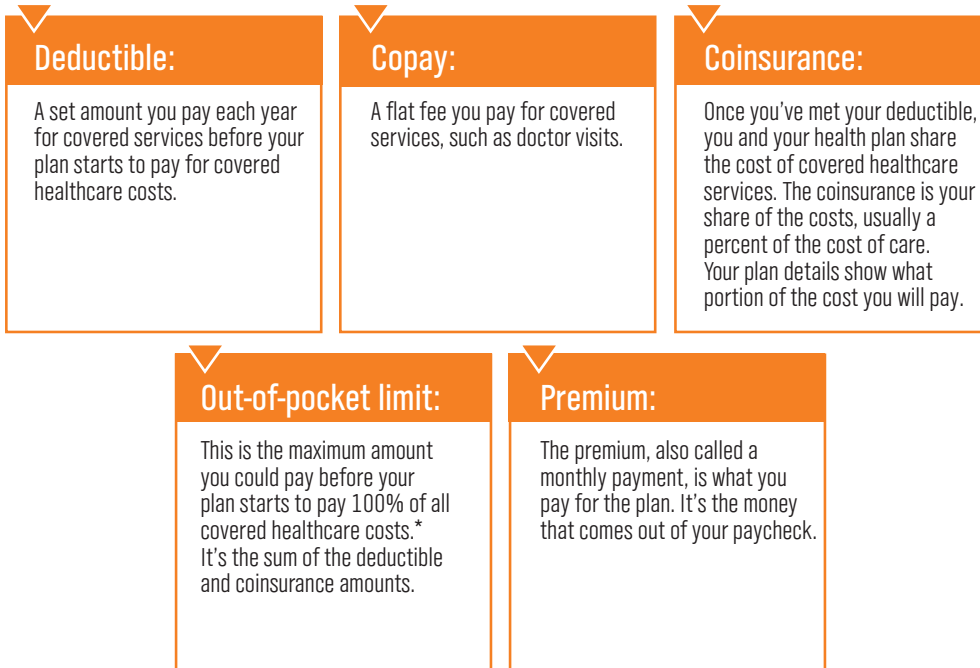 Deductible:
A set amount you pay each year
for covered services before your
plan starts to pay for covered
healthcare costs.
Copay:
A flat fee you pay for covered
services, such as doctor visits.
Coinsurance:
Once you’ve met your deductible,
you and your health plan share
the cost of covered healthcare
services. The coinsurance is your
share of the costs, usually a
percent of the cost of care.
Your plan details show what
portion of the cost you will pay.
Out-of-pocket limit:
This is the maximum amount
you could pay before your
plan starts to pay 100% of all
covered healthcare costs.*
It’s the sum of the deductible
and coinsurance amounts.
Premium:
The premium, also called a
monthly payment, is what you
pay for the plan. It’s the money
that comes out of your paycheck.